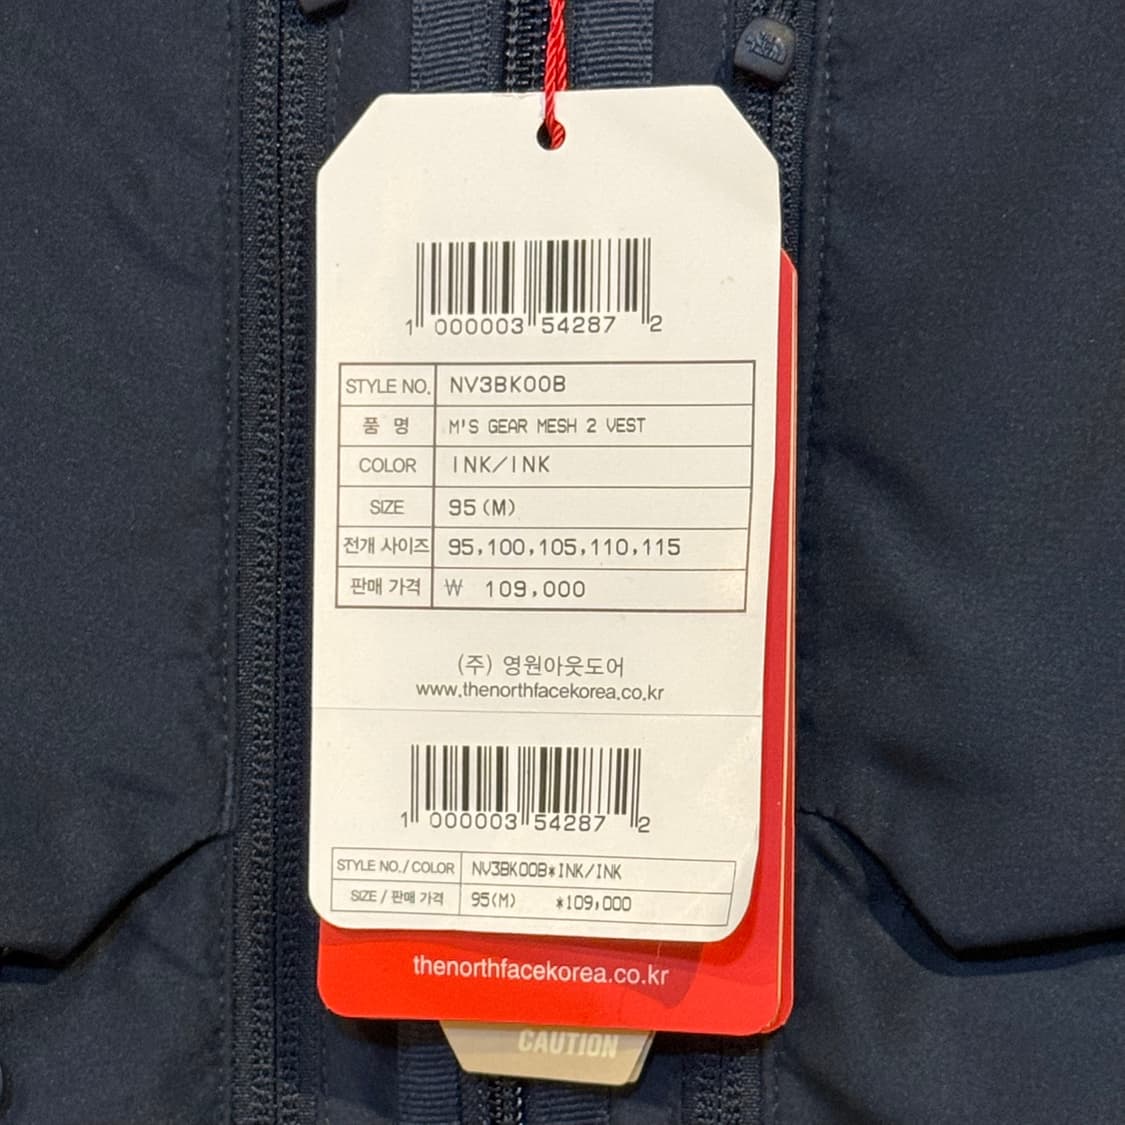 1 000003 54287 2
STYLE NO. NV3BK00B
품 명 M'S GEAR MESH 2 VEST
COLOR INK/INK
SIZE 95(M)
전개 사이즈 95,100,105,110,115
판매 가격 ₩ 109,000
(주) 영원아웃도어
www.thenorthfacekorea.co.kr
1 000003 54287 2
STYLE NO./COLOR NV3BK00B*INK/INK
SIZE / 판매 가격 95(M) *109,000
thenorthfacekorea.co.kr
CAUTION